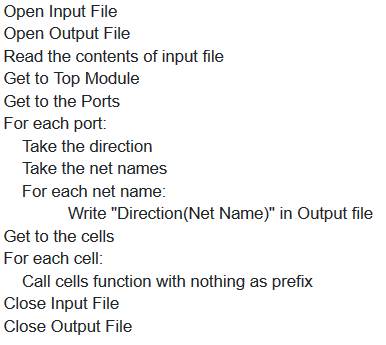 Open Input File
Open Output File
Read the contents of input file
Get to Top Module
Get to the Ports
For each port:
Take the direction
Take the net names
For each net name:
Write "Direction(Net Name)" in Output file
Get to the cells
For each cell:
Call cells function with nothing as prefix
Close Input File
Close Output File